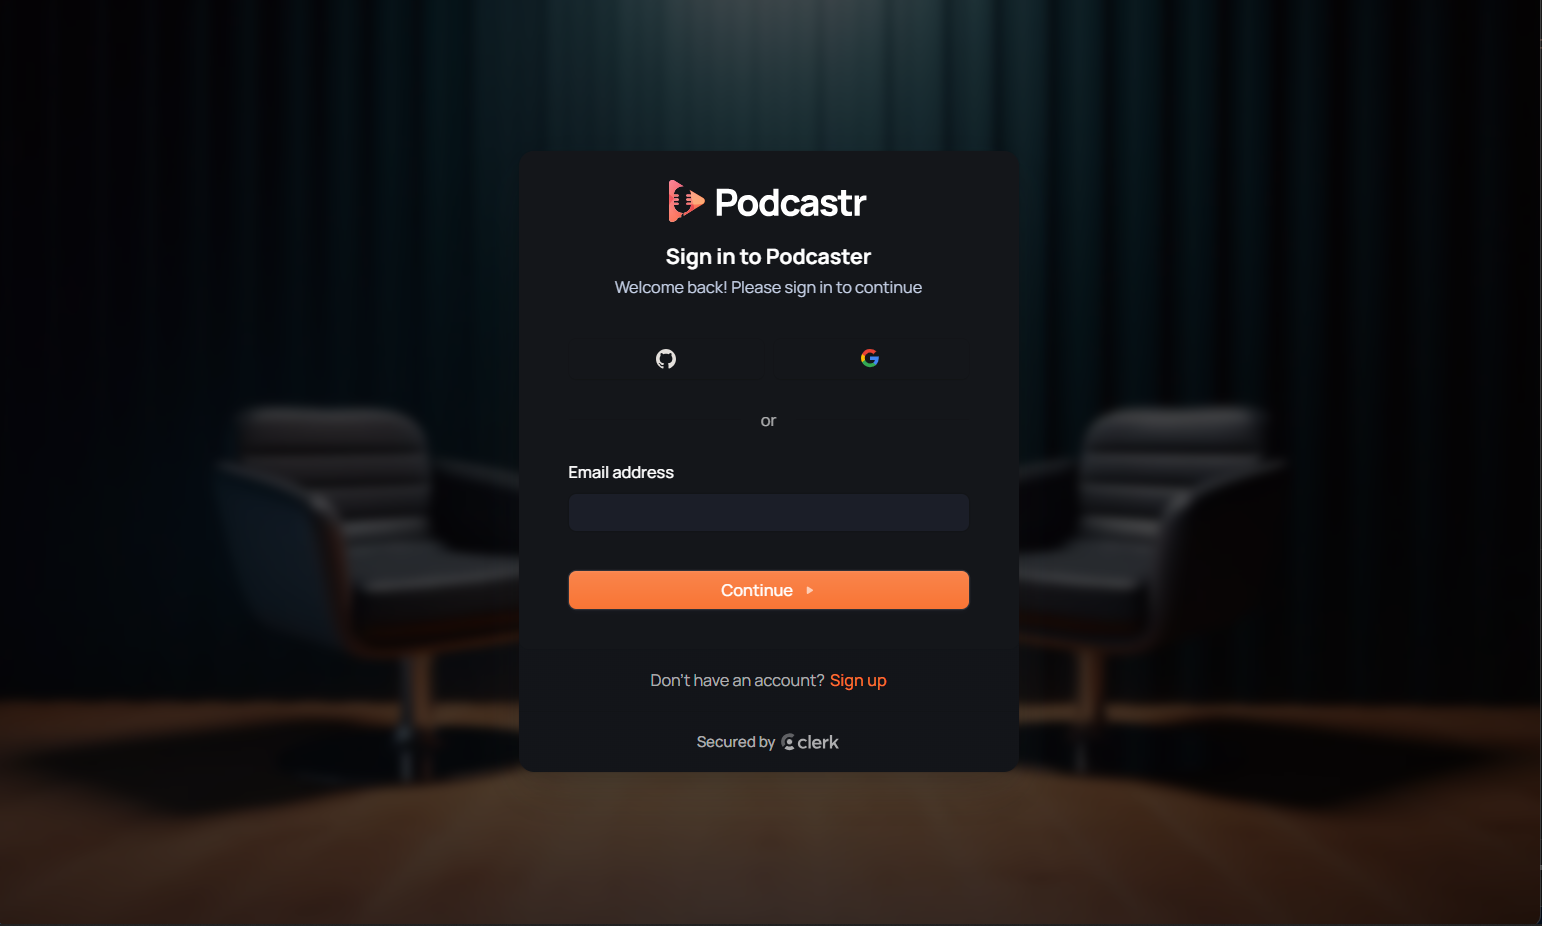 Podcastr
Sign in to Podcaster
Welcome back! Please sign in to continue
or
Email address
Continue
Don't have an account? Sign up
Secured by clerk